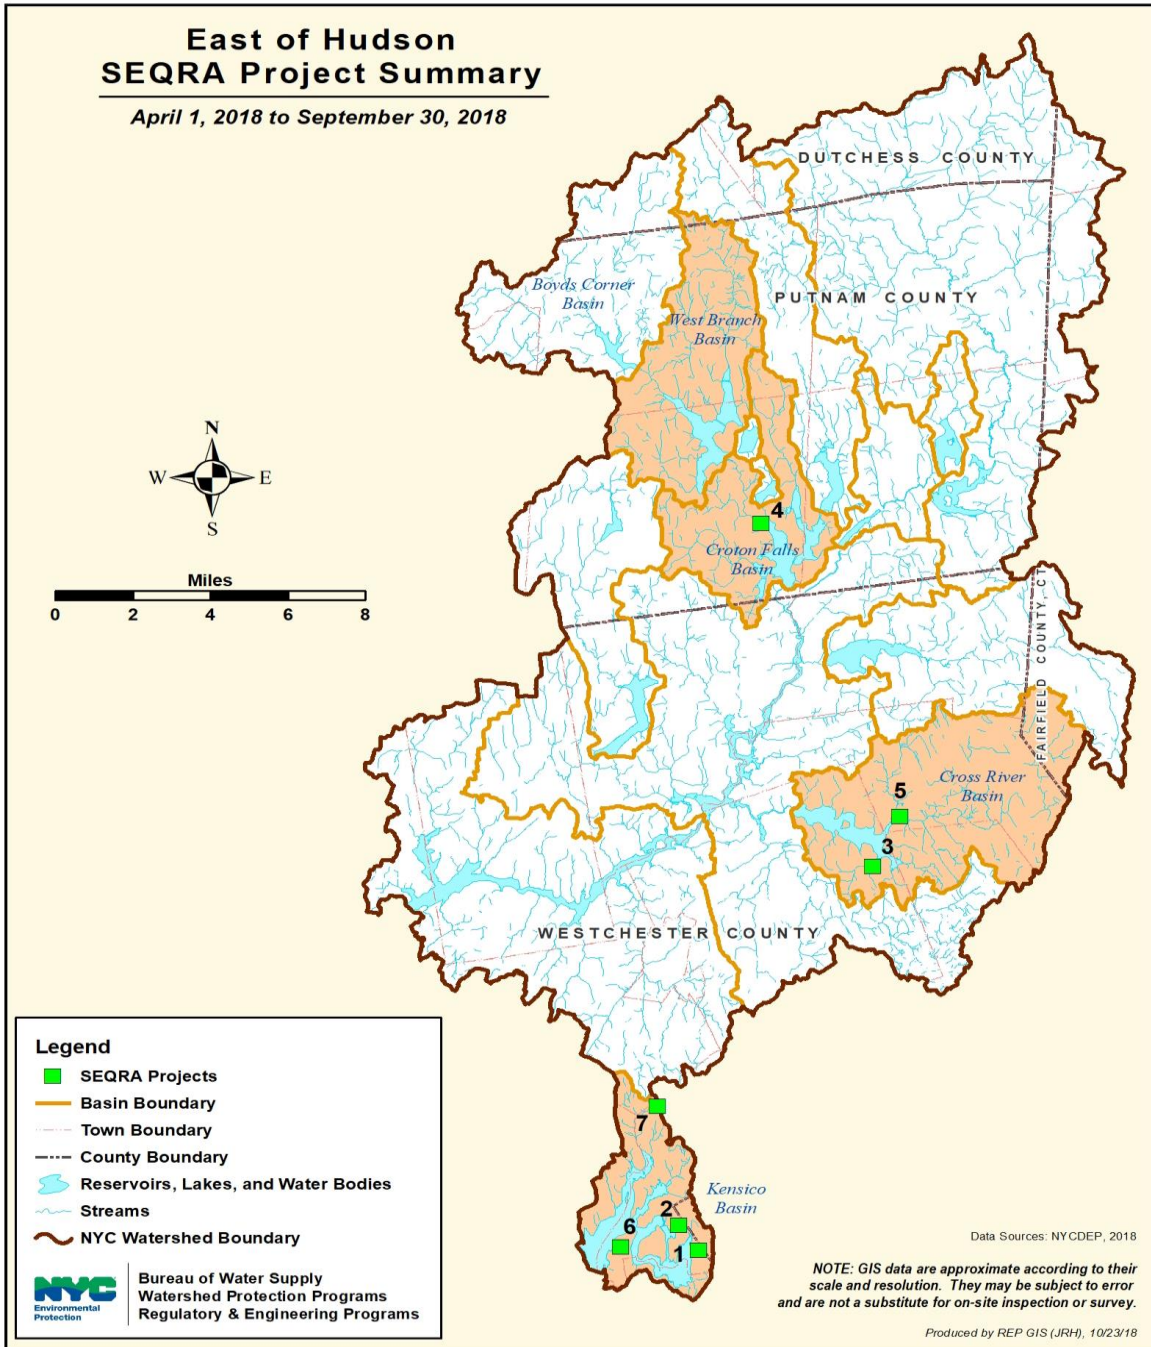 East of Hudson
SEQRA Project Summary
April 1, 2018 to September 30, 2018
DUTCHESS COUNTY
Boyds Corner
Basin
PUTNAM COUNTY
West Branch
Basin
N
W
E
S
4
Croton Falls
Basin
Miles
0 2 4 6 8
FAIRFIELD COUNTY, CT
Cross River
Basin
5
3
WESTCHESTER COUNTY
7
Kensico
Basin
2
6
1
Legend
SEQRA Projects
Basin Boundary
Town Boundary
County Boundary
Reservoirs, Lakes, and Water Bodies
Streams
NYC Watershed Boundary
NYC
Environmental
Protection
Bureau of Water Supply
Watershed Protection Programs
Regulatory & Engineering Programs
Data Sources: NYCDEP, 2018
NOTE: GIS data are approximate according to their
scale and resolution. They may be subject to error
and are not a substitute for on-site inspection or survey.
Produced by REP GIS (JRH), 10/23/18